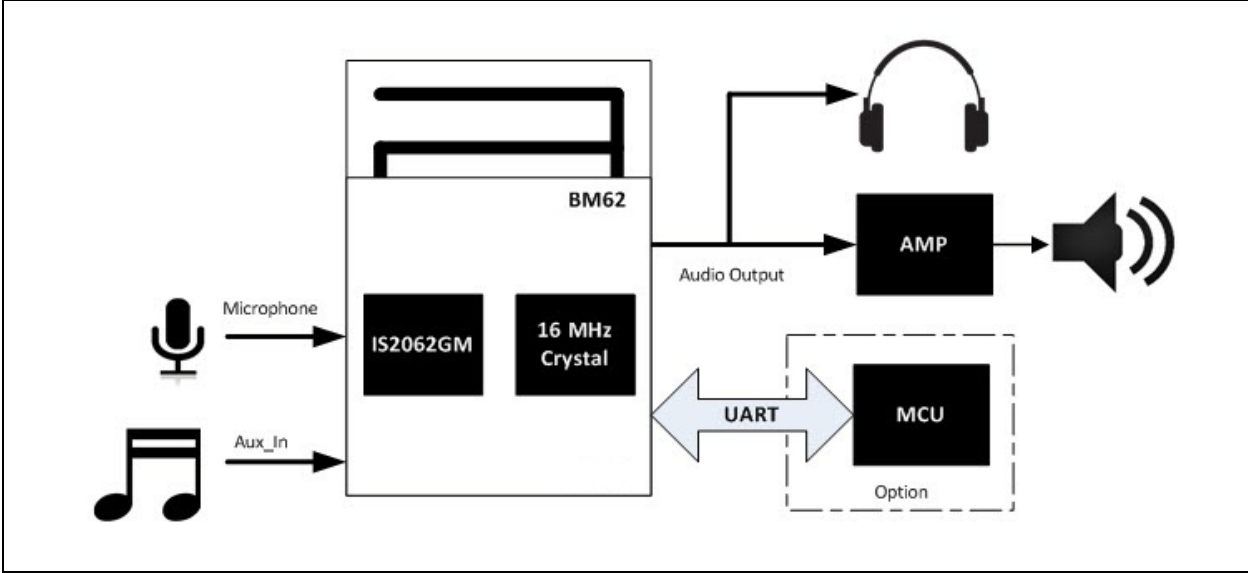 BM62
AMP
Audio Output
Microphone
IS2062GM
16 MHz
Crystal
UART
MCU
Aux_In
Option